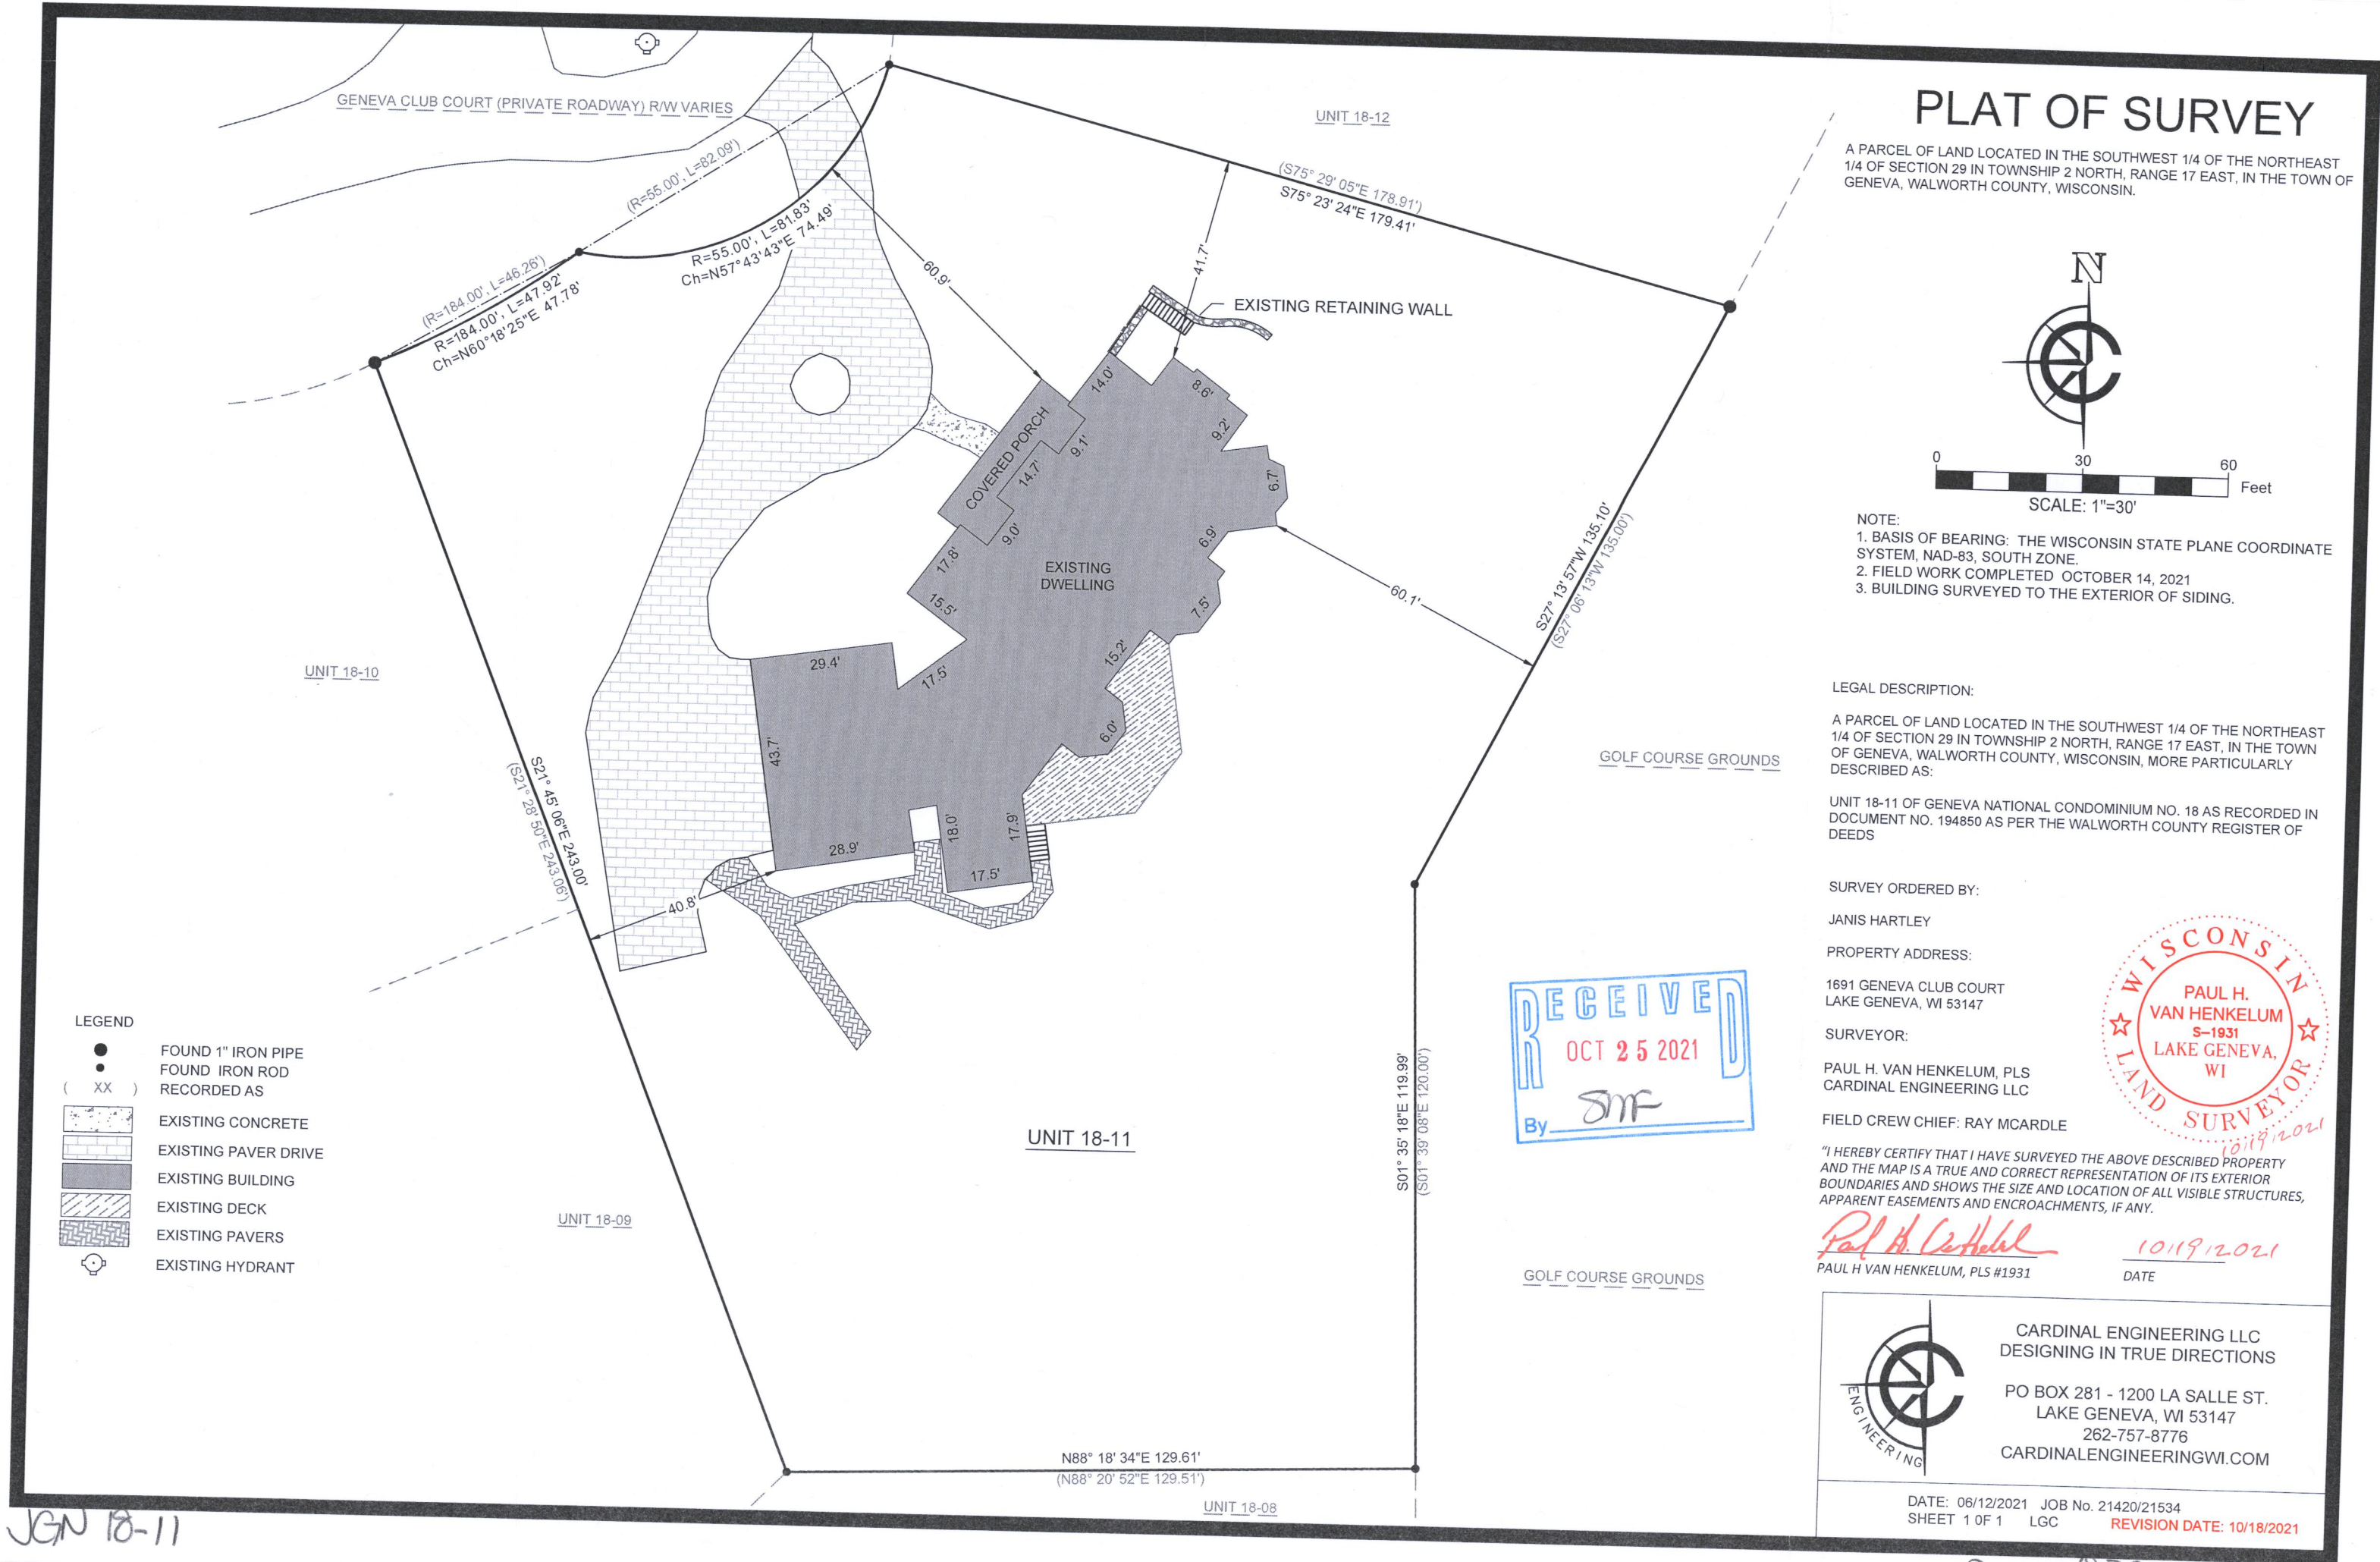 GENEVA CLUB COURT (PRIVATE ROADWAY) R/W VARIES
UNIT 18-12
(R=55.00', L=82.09')
R=55.00', L=81.83'
Ch=N57°43'43"E 74.49'
(R=184.00', L=46.26')
R=184.00', L=47.92'
Ch=N60°18'25"E 47.78'
(S75° 29' 05"E 178.91')
S75° 23' 24"E 179.41'
60.9'
41.7'
EXISTING RETAINING WALL
14.0'
8.6'
9.2'
6.7'
COVERED PORCH
9.1'
14.7'
9.0'
17.8'
15.5'
6.9'
7.5'
EXISTING
DWELLING
60.1'
S27° 13' 57"W 135.10'
(S27° 06' 13"W 135.00')
29.4'
17.5'
15.2'
6.0'
43.7'
28.9'
18.0'
17.9'
17.5'
40.8'
UNIT 18-10
S21° 45' 06"E 243.00'
(S21° 28' 50"E 243.06')
GOLF COURSE GROUNDS
UNIT 18-11
UNIT 18-09
S01° 35' 18"E 119.99'
(S01° 39' 08"E 120.00')
GOLF COURSE GROUNDS
N88° 18' 34"E 129.61'
(N88° 20' 52"E 129.51')
UNIT 18-08
LEGEND
FOUND 1" IRON PIPE
FOUND IRON ROD
( XX ) RECORDED AS
EXISTING CONCRETE
EXISTING PAVER DRIVE
EXISTING BUILDING
EXISTING DECK
EXISTING PAVERS
EXISTING HYDRANT
RECEIVED
OCT 25 2021
By SMF
PLAT OF SURVEY
A PARCEL OF LAND LOCATED IN THE SOUTHWEST 1/4 OF THE NORTHEAST
1/4 OF SECTION 29 IN TOWNSHIP 2 NORTH, RANGE 17 EAST, IN THE TOWN OF
GENEVA, WALWORTH COUNTY, WISCONSIN.
N
0 30 60
Feet
SCALE: 1"=30'
NOTE:
1. BASIS OF BEARING: THE WISCONSIN STATE PLANE COORDINATE
SYSTEM, NAD-83, SOUTH ZONE.
2. FIELD WORK COMPLETED OCTOBER 14, 2021
3. BUILDING SURVEYED TO THE EXTERIOR OF SIDING.
LEGAL DESCRIPTION:
A PARCEL OF LAND LOCATED IN THE SOUTHWEST 1/4 OF THE NORTHEAST
1/4 OF SECTION 29 IN TOWNSHIP 2 NORTH, RANGE 17 EAST, IN THE TOWN
OF GENEVA, WALWORTH COUNTY, WISCONSIN, MORE PARTICULARLY
DESCRIBED AS:
UNIT 18-11 OF GENEVA NATIONAL CONDOMINIUM NO. 18 AS RECORDED IN
DOCUMENT NO. 194850 AS PER THE WALWORTH COUNTY REGISTER OF
DEEDS
SURVEY ORDERED BY:
JANIS HARTLEY
PROPERTY ADDRESS:
1691 GENEVA CLUB COURT
LAKE GENEVA, WI 53147
SURVEYOR:
PAUL H. VAN HENKELUM, PLS
CARDINAL ENGINEERING LLC
FIELD CREW CHIEF: RAY MCARDLE
WISCONSIN
PAUL H.
VAN HENKELUM
S-1931
LAKE GENEVA,
WI
LAND SURVEYOR
10/19/2021
"I HEREBY CERTIFY THAT I HAVE SURVEYED THE ABOVE DESCRIBED PROPERTY
AND THE MAP IS A TRUE AND CORRECT REPRESENTATION OF ITS EXTERIOR
BOUNDARIES AND SHOWS THE SIZE AND LOCATION OF ALL VISIBLE STRUCTURES,
APPARENT EASEMENTS AND ENCROACHMENTS, IF ANY.
10/19/2021
PAUL H VAN HENKELUM, PLS #1931
DATE
ENGINEERING
CARDINAL ENGINEERING LLC
DESIGNING IN TRUE DIRECTIONS
PO BOX 281 - 1200 LA SALLE ST.
LAKE GENEVA, WI 53147
262-757-8776
CARDINALENGINEERINGWI.COM
DATE: 06/12/2021 JOB No. 21420/21534
SHEET 1 OF 1 LGC
REVISION DATE: 10/18/2021
JGN 18-11